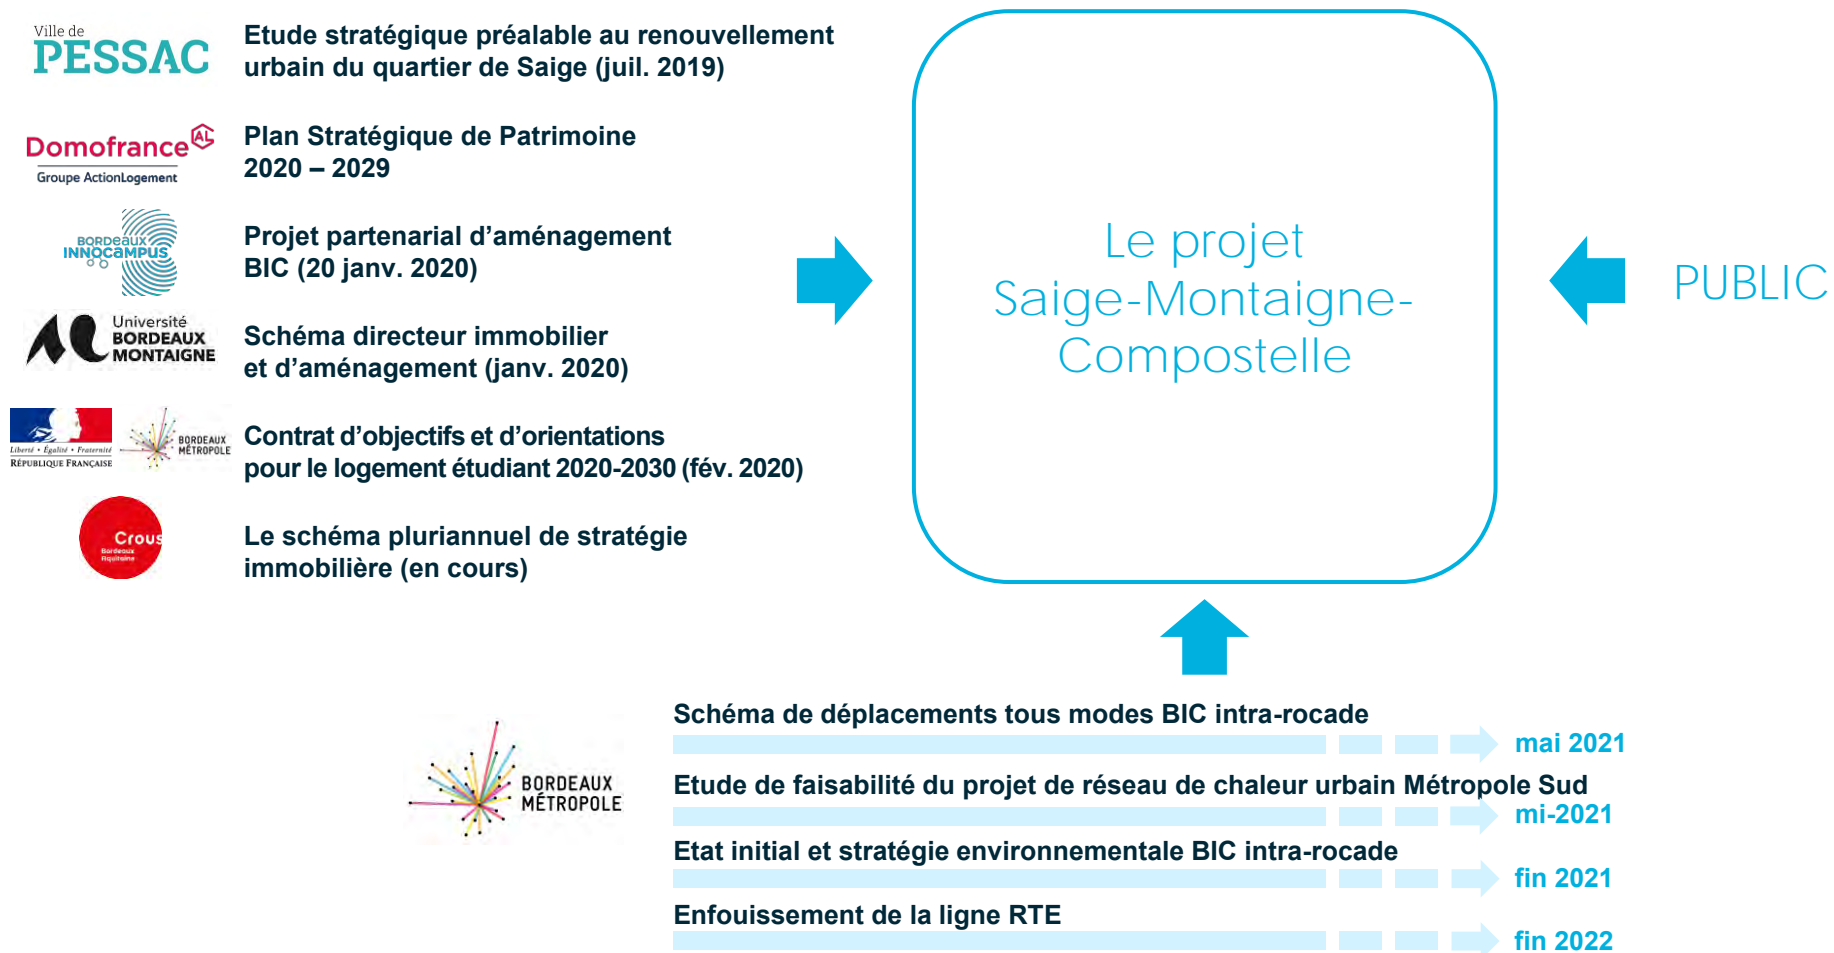 Ville de
PESSAC
Etude stratégique préalable au renouvellement
urbain du quartier de Saige (juil. 2019)
Domofrance AL
Groupe ActionLogement
Plan Stratégique de Patrimoine
2020 – 2029
BORDEAUX
INNOCAMPUS
Projet partenarial d’aménagement
BIC (20 janv. 2020)
Université
BORDEAUX
MONTAIGNE
Schéma directeur immobilier
et d’aménagement (janv. 2020)
Liberté • Égalité • Fraternité
RÉPUBLIQUE FRANÇAISE
BORDEAUX
MÉTROPOLE
Contrat d’objectifs et d’orientations
pour le logement étudiant 2020-2030 (fév. 2020)
Crous
Bordeaux
Aquitaine
Le schéma pluriannuel de stratégie
immobilière (en cours)
Le projet
Saige-Montaigne-
Compostelle
PUBLIC
BORDEAUX
MÉTROPOLE
Schéma de déplacements tous modes BIC intra-rocade
mai 2021
Etude de faisabilité du projet de réseau de chaleur urbain Métropole Sud
mi-2021
Etat initial et stratégie environnementale BIC intra-rocade
fin 2021
Enfouissement de la ligne RTE
fin 2022